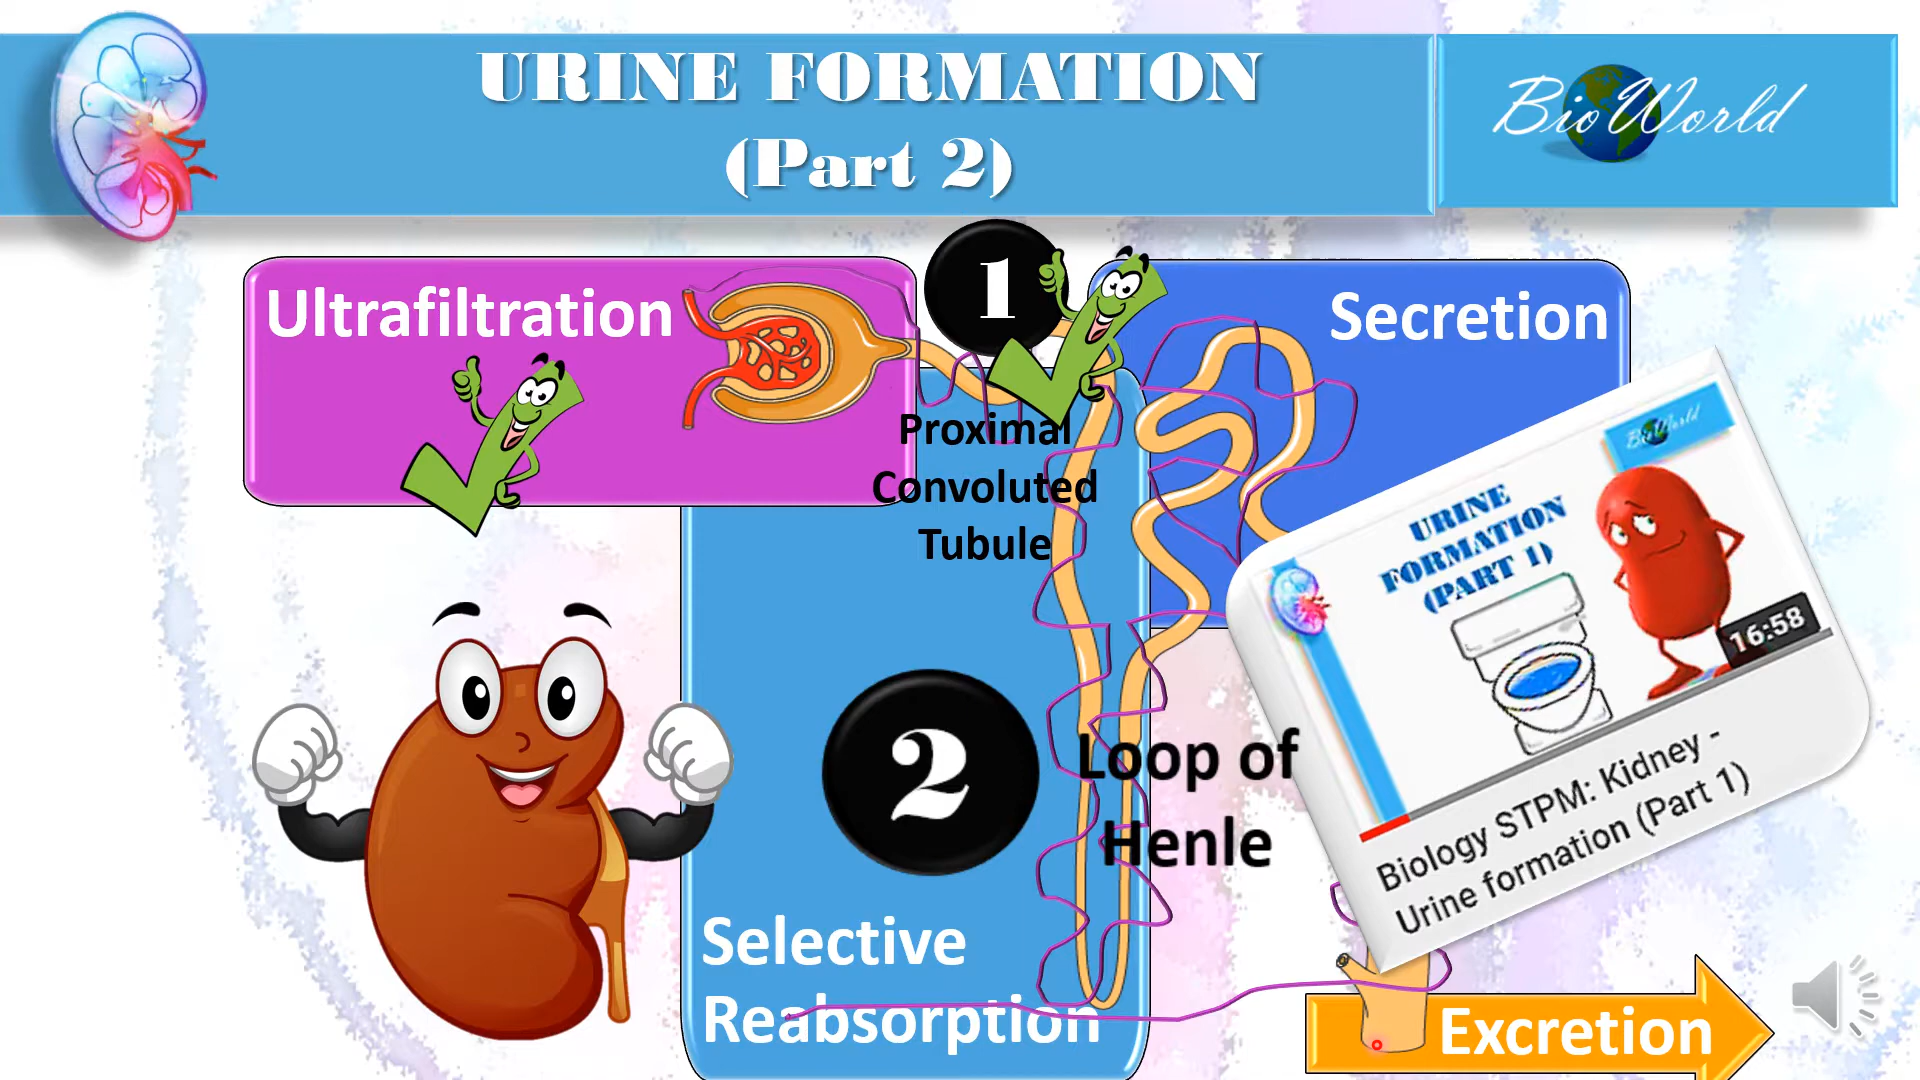 URINE FORMATION
(Part 2)
BioWorld
Ultrafiltration
1
Secretion
Proximal
Convoluted
Tubule
2
Loop of
Henle
Selective
Reabsorption
BioWorld
URINE
FORMATION
(PART 1)
16:58
Biology STPM: Kidney -
Urine formation (Part 1)
Excretion